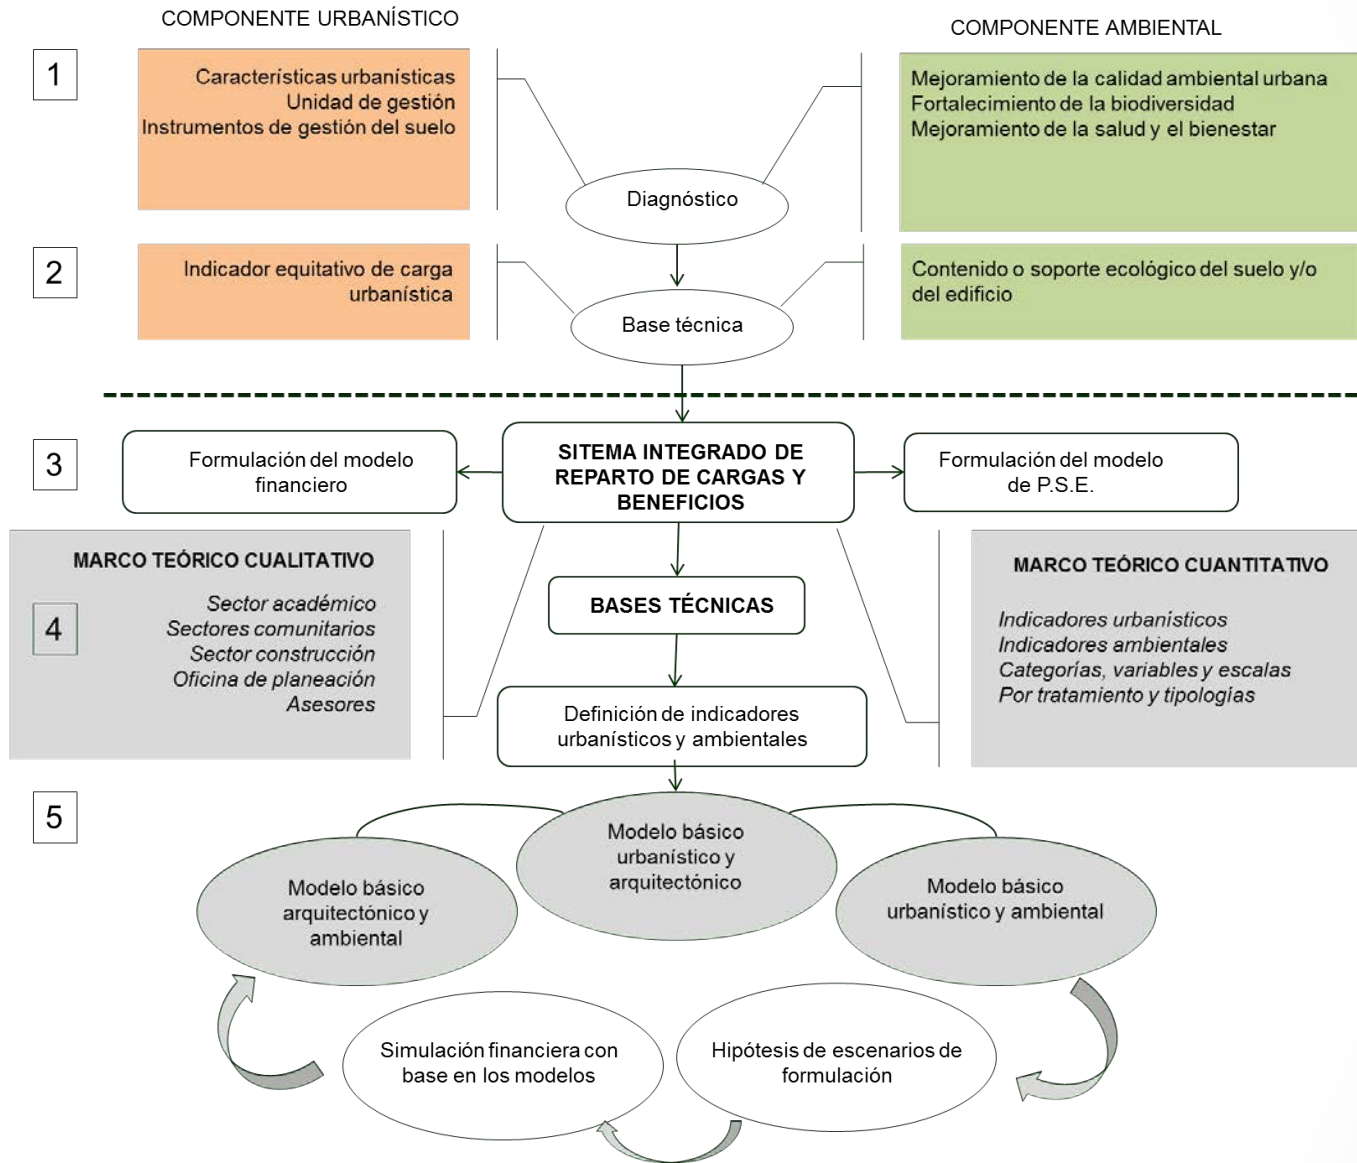 COMPONENTE URBANÍSTICO
COMPONENTE AMBIENTAL
1
Características urbanísticas
Unidad de gestión
Instrumentos de gestión del suelo
Mejoramiento de la calidad ambiental urbana
Fortalecimiento de la biodiversidad
Mejoramiento de la salud y el bienestar
Diagnóstico
2
Indicador equitativo de carga
urbanística
Contenido o soporte ecológico del suelo y/o
del edificio
Base técnica
3
Formulación del modelo
financiero
SITEMA INTEGRADO DE
REPARTO DE CARGAS Y
BENEFICIOS
Formulación del modelo
de P.S.E.
4
MARCO TEÓRICO CUALITATIVO
Sector académico
Sectores comunitarios
Sector construcción
Oficina de planeación
Asesores
BASES TÉCNICAS
MARCO TEÓRICO CUANTITATIVO
Indicadores urbanísticos
Indicadores ambientales
Categorías, variables y escalas
Por tratamiento y tipologías
Definición de indicadores
urbanísticos y ambientales
5
Modelo básico
arquitectónico y
ambiental
Modelo básico
urbanístico y
arquitectónico
Modelo básico
urbanístico y ambiental
Simulación financiera con
base en los modelos
Hipótesis de escenarios de
formulación